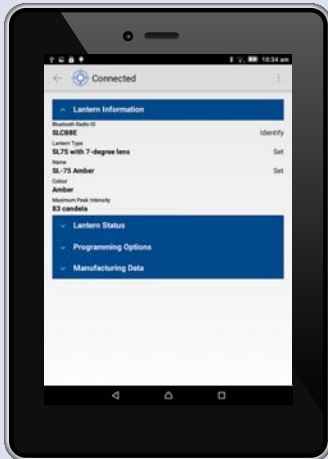 10:34 am
Connected
Lantern Information
Bluetooth Radio ID
SLCB8E Identify
Lantern Type
SL75 with 7-degree lens Set
Name
SL-75 Amber Set
Colour
Amber
Maximum Peak Intensity
83 candela
Lantern Status
Programming Options
Manufacturing Data